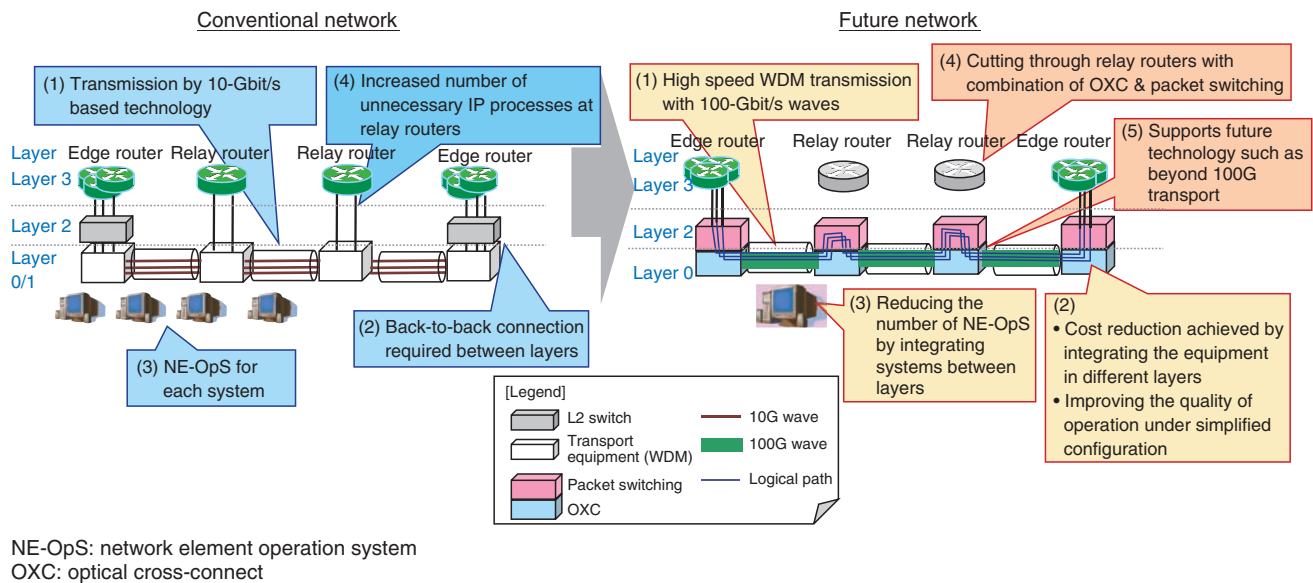 Conventional network
(1) Transmission by 10-Gbit/s
based technology
(4) Increased number of
unnecessary IP processes at
relay routers
Layer
Layer 3
Edge router
Relay router
Relay router
Edge router
Layer 2
Layer
0/1
(2) Back-to-back connection
required between layers
(3) NE-OpS for
each system
Future network
(1) High speed WDM transmission
with 100-Gbit/s waves
(4) Cutting through relay routers with
combination of OXC & packet switching
Layer
Layer 3
Edge router
Relay router
Relay router
Edge router
(5) Supports future
technology such as
beyond 100G
transport
Layer 2
Layer 0
(3) Reducing the
number of NE-OpS
by integrating
systems between
layers
(2)
• Cost reduction achieved by
integrating the equipment
in different layers
• Improving the quality of
operation under simplified
configuration
[Legend]
L2 switch
Transport
equipment (WDM)
Packet switching
OXC
10G wave
100G wave
Logical path
NE-OpS: network element operation system
OXC: optical cross-connect